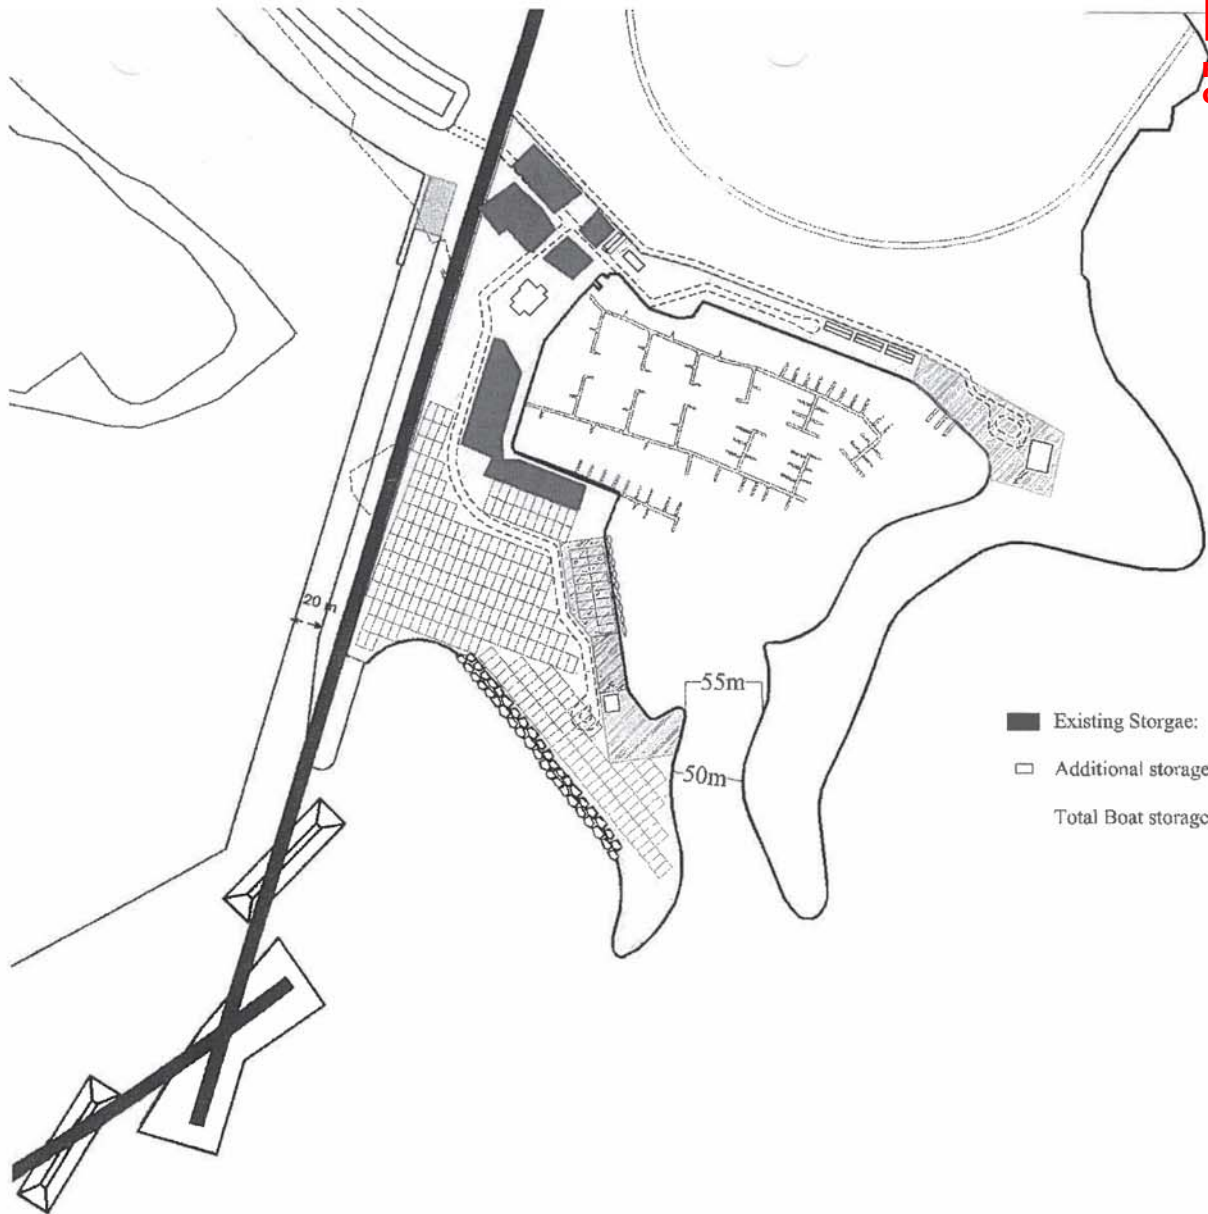 20 m
55m
50m
Existing Storgae:
Additional storage
Total Boat storage